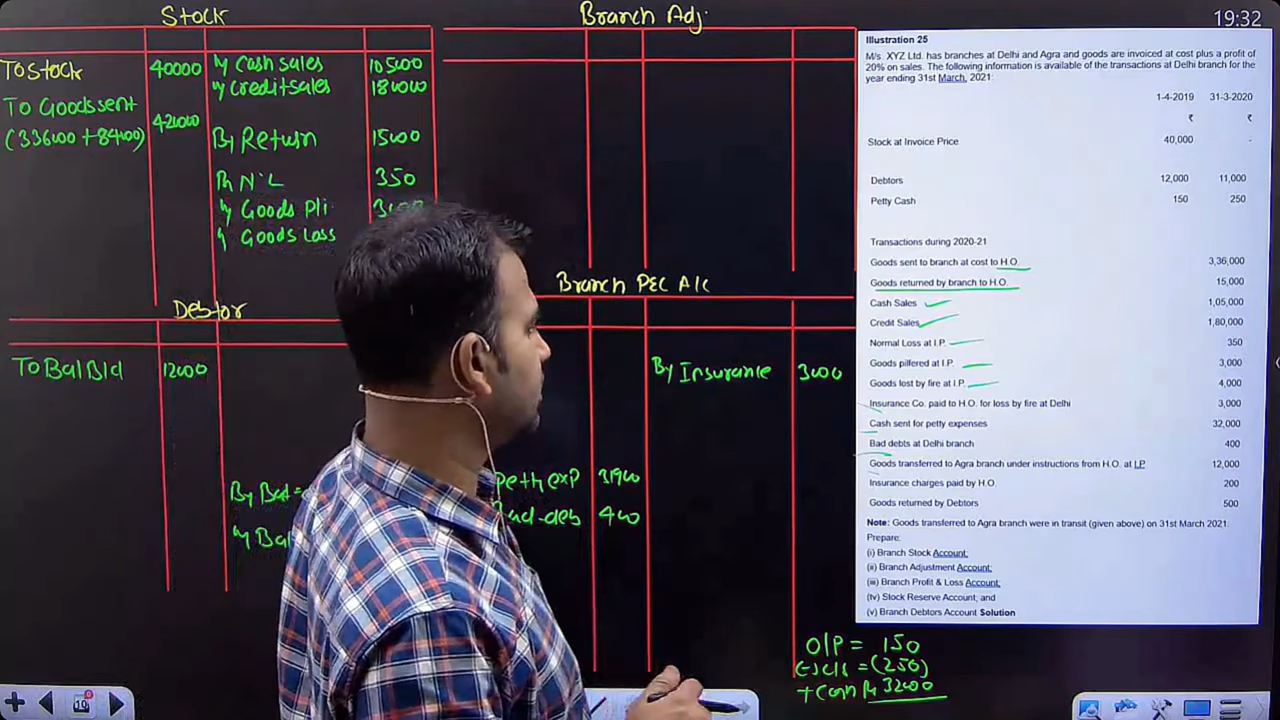 Stock
To stock 40000
By Cash sales 105000
By Credit sales 180000
To Goods sent
(336000 + 84000) 420000
By Return 15000
By N.L 350
By Goods Pli
By Goods Loss
Branch Adj.
Debtor
To Bal B/d 12000
By Bad
By Bal
Branch P&L A/c
By Insurance 3000
Peth exp 31900
Bad-deb 400
19:32
Illustration 25
M/s. XYZ Ltd. has branches at Delhi and Agra and goods are invoiced at cost plus a profit of
20% on sales. The following information is available of the transactions at Delhi branch for the
year ending 31st March, 2021:
1-4-2019 31-3-2020
₹ ₹
Stock at Invoice Price 40,000 -
Debtors 12,000 11,000
Petty Cash 150 250
Transactions during 2020-21
Goods sent to branch at cost to H.O. 3,36,000
Goods returned by branch to H.O. 15,000
Cash Sales 1,05,000
Credit Sales 1,80,000
Normal Loss at I.P. 350
Goods pilfered at I.P. 3,000
Goods lost by fire at I.P. 4,000
Insurance Co. paid to H.O. for loss by fire at Delhi 3,000
Cash sent for petty expenses 32,000
Bad debts at Delhi branch 400
Goods transferred to Agra branch under instructions from H.O. at I.P 12,000
Insurance charges paid by H.O. 200
Goods returned by Debtors 500
Note: Goods transferred to Agra branch were in transit (given above) on 31st March 2021.
Prepare:
(i) Branch Stock Account;
(ii) Branch Adjustment Account;
(iii) Branch Profit & Loss Account;
(iv) Stock Reserve Account; and
(v) Branch Debtors Account Solution
O/P = 150
= (250)
32000
10